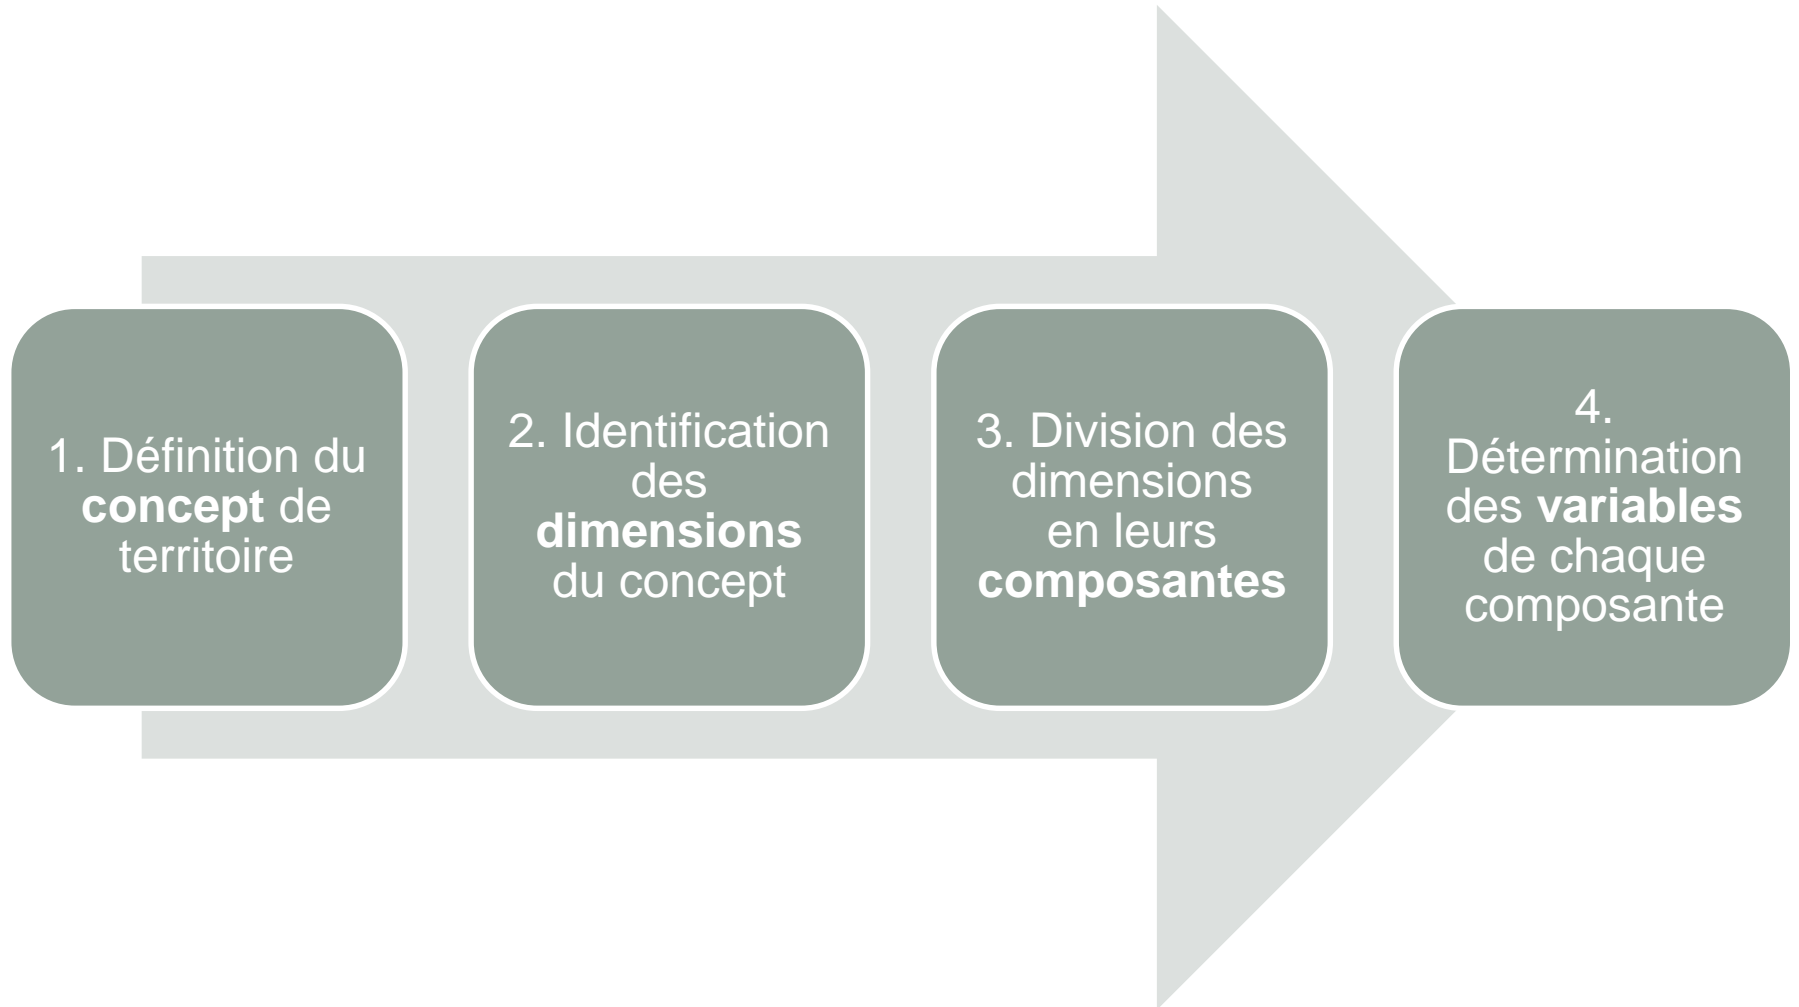 1. Définition du
concept de
territoire
2. Identification
des
dimensions
du concept
3. Division des
dimensions
en leurs
composantes
4.
Détermination
des variables
de chaque
composante